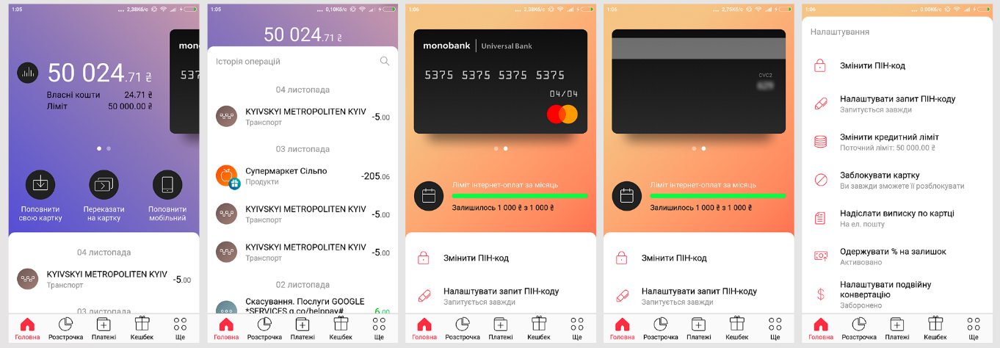 1:05
... 2,38К б/с
50 024.71 ₴
Власні кошти 24.71 ₴
Ліміт 50 000.00 ₴
mon
537
Поповнити
свою картку
Переказати
на картку
Поповнити
мобільний
04 листопада
KYIVSKYI METROPOLITEN KYIV -5.00
Транспорт
03 листопада
Головна Розстрочка Платежі Кешбек Ще
1:05
... 0,10Кб/с
50 024.71 ₴
Історія операцій
04 листопада
KYIVSKYI METROPOLITEN KYIV -5.00
Транспорт
03 листопада
Супермаркет Сільпо -205.06
Продукти
KYIVSKYI METROPOLITEN KYIV -5.00
Транспорт
KYIVSKYI METROPOLITEN KYIV -5.00
Транспорт
02 листопада
Скасування. Послуги GOOGLE
*SERVICES g.co/helppay# 6.00
Головна Розстрочка Платежі Кешбек Ще
1:06
... 2,38Кб/с
monobank | Universal Bank
5375 5375 5375 5375
04/04
Ліміт інтернет-оплат за місяць
Залишилось 1 000 ₴ з 1 000 ₴
Змінити ПІН-код
Налаштувати запит ПІН-коду
Запитується завжди
Головна Розстрочка Платежі Кешбек Ще
1:06
... 2,75Кб/с
CVC2
Ліміт інтернет-оплат за місяць
Залишилось 1 000 ₴ з 1 000 ₴
Змінити ПІН-код
Налаштувати запит ПІН-коду
Запитується завжди
Головна Розстрочка Платежі Кешбек Ще
1:06
... 0,00Кб/с
Налаштування
Змінити ПІН-код
Налаштувати запит ПІН-коду
Запитується завжди
Змінити кредитний ліміт
Поточний ліміт: 50 000.00 ₴
Заблокувати картку
Ви завжди зможете її розблокувати
Надіслати виписку по картці
На ел. пошту
Одержувати % на залишок
Активовано
Налаштувати подвійну
конвертацію
Заборонено
Головна Розстрочка Платежі Кешбек Ще